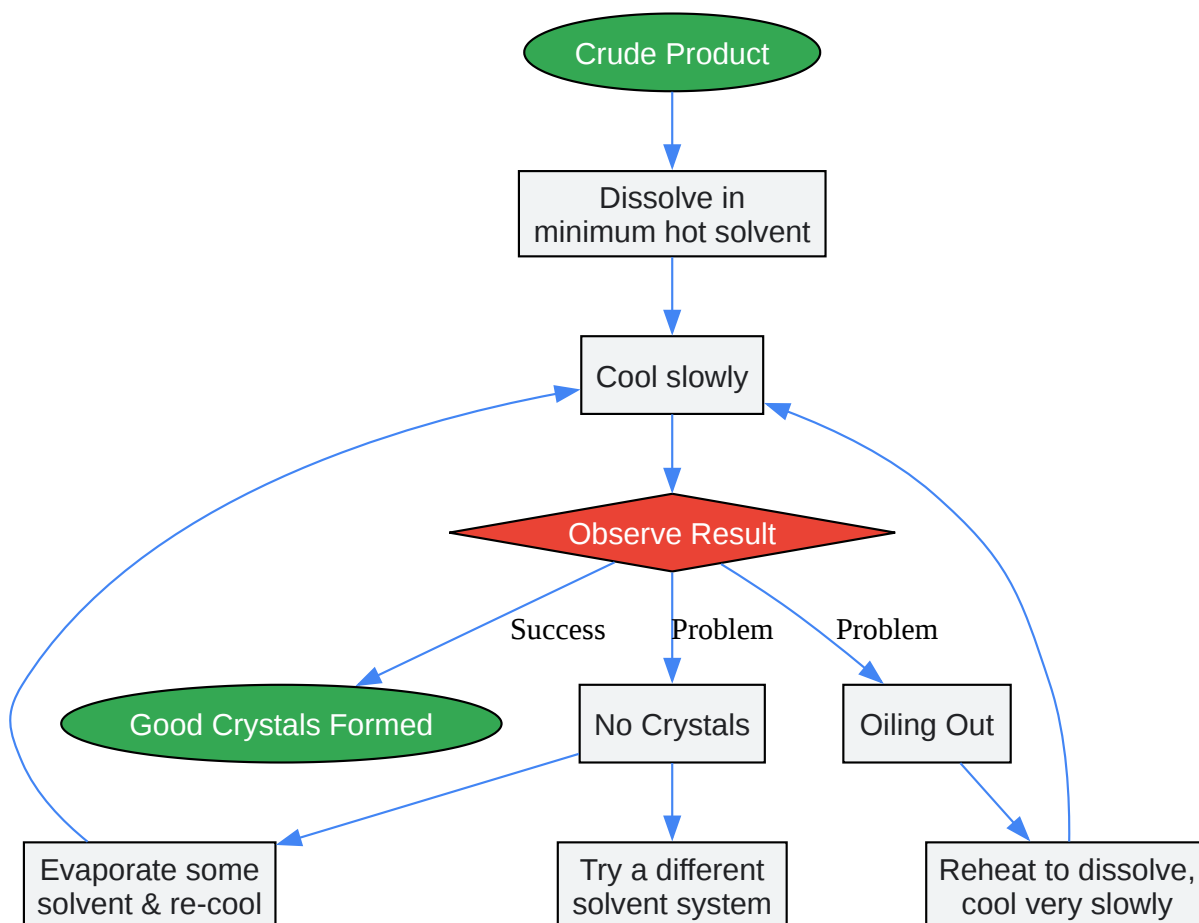 Crude Product
Dissolve in
minimum hot solvent
Cool slowly
Observe Result
Success
Problem
Problem
Good Crystals Formed
No Crystals
Oiling Out
Evaporate some
solvent & re-cool
Try a different
solvent system
Reheat to dissolve,
cool very slowly